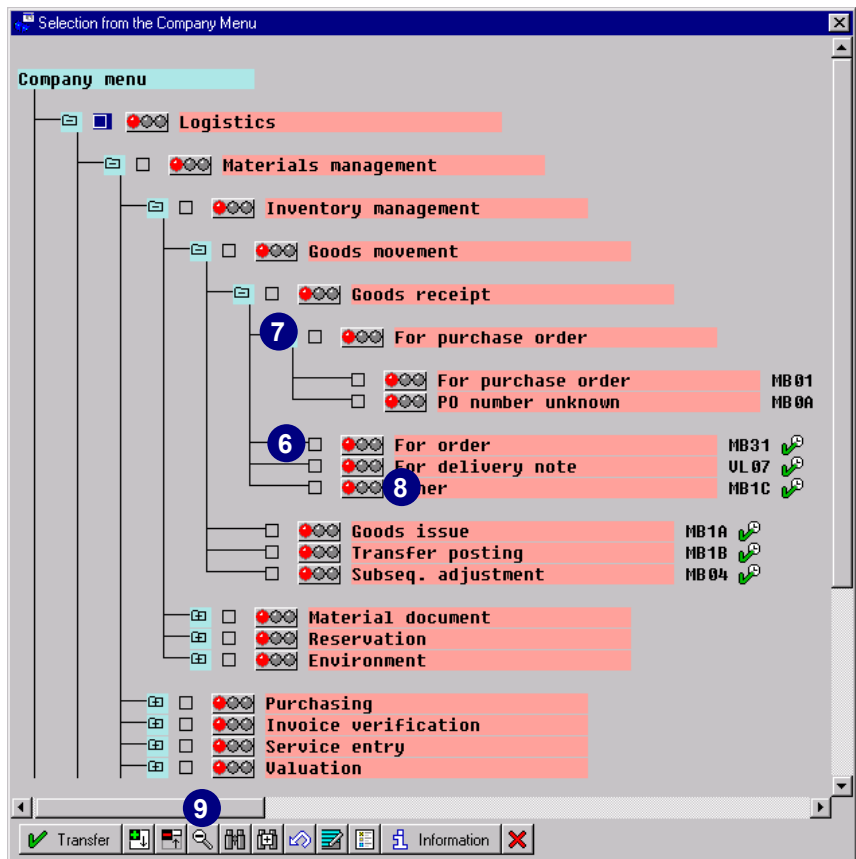 Selection from the Company Menu
Company menu
Logistics
Materials management
Inventory management
Goods movement
Goods receipt
7 For purchase order
For purchase order MB01
PO number unknown MB0A
6 For order MB31
For delivery note VL07
8 MB1C
Goods issue MB1A
Transfer posting MB1B
Subseq. adjustment MB04
Material document
Reservation
Environment
Purchasing
Invoice verification
Service entry
Valuation
9
Transfer Information